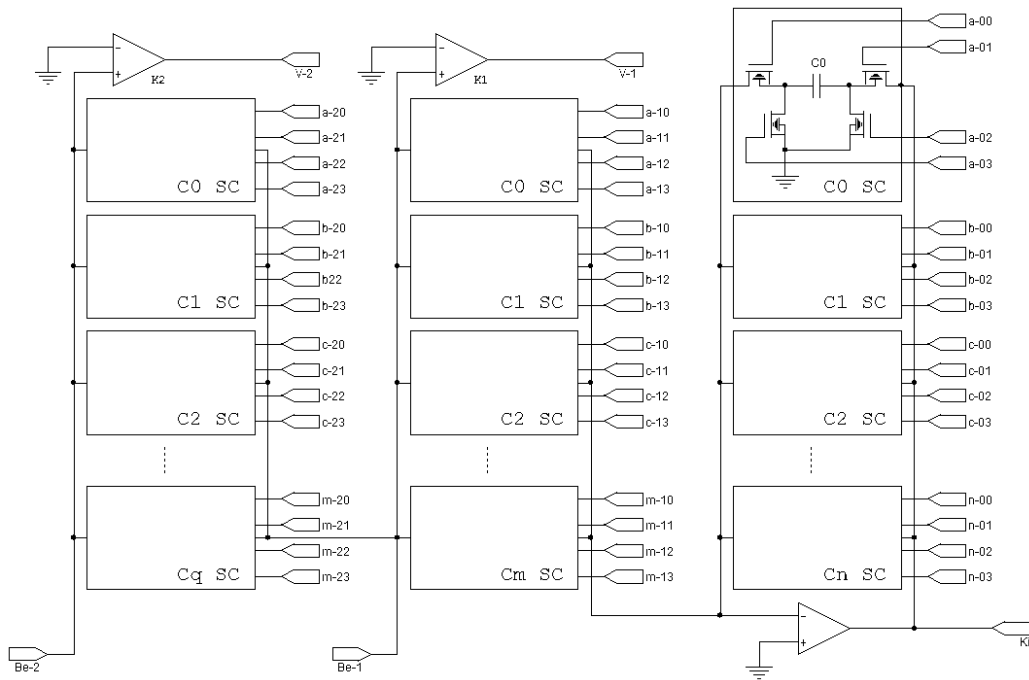 a-00
a-01
C0
a-02
a-03
C0 SC
K2
V-2
K1
V-1
a-20
a-21
a-22
a-23
C0 SC
a-10
a-11
a-12
a-13
C0 SC
b-20
b-21
b22
b-23
C1 SC
b-10
b-11
b-12
b-13
C1 SC
b-00
b-01
b-02
b-03
C1 SC
c-20
c-21
c-22
c-23
C2 SC
c-10
c-11
c-12
c-13
C2 SC
c-00
c-01
c-02
c-03
C2 SC
m-20
m-21
m-22
m-23
Cq SC
m-10
m-11
m-12
m-13
Cm SC
n-00
n-01
n-02
n-03
Cn SC
Be-2
Be-1